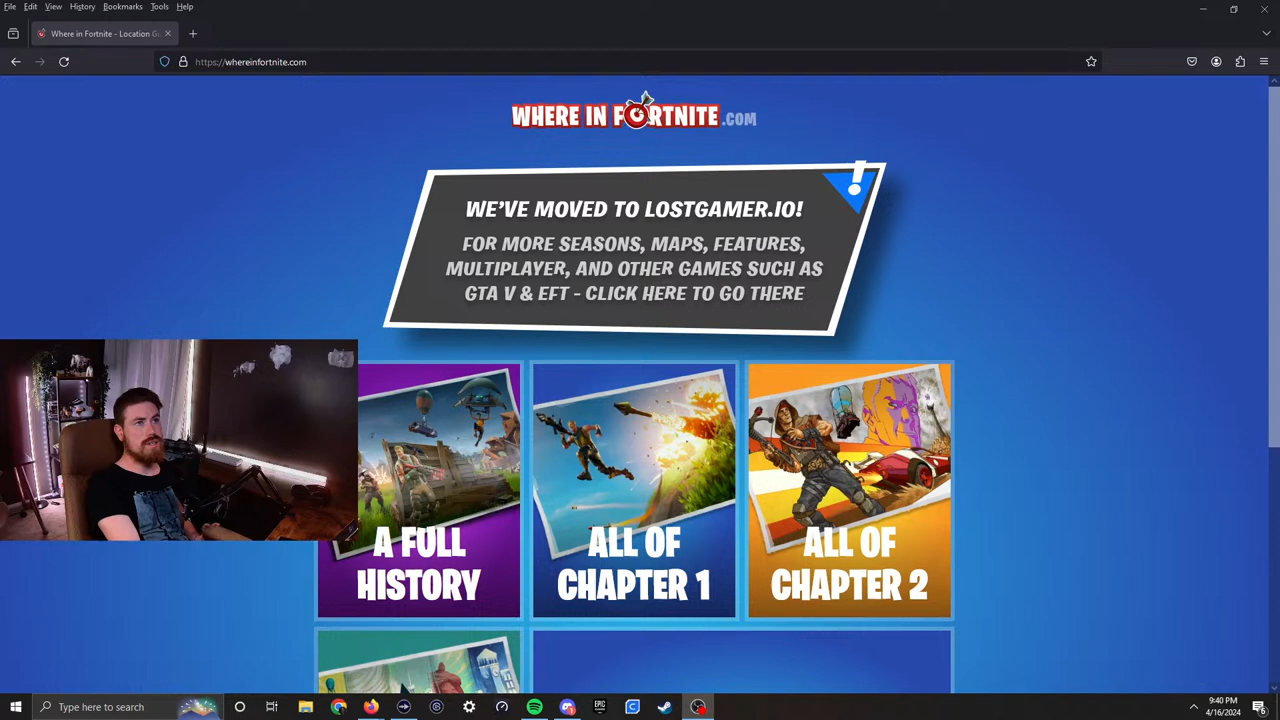 File Edit View History Bookmarks Tools Help
Where in Fortnite - Location Gu
https://whereinfortnite.com
WHERE IN FORTNITE.COM
!
WE'VE MOVED TO LOSTGAMER.IO!
FOR MORE SEASONS, MAPS, FEATURES,
MULTIPLAYER, AND OTHER GAMES SUCH AS
GTA V & EFT - CLICK HERE TO GO THERE
A FULL
HISTORY
ALL OF
CHAPTER 1
ALL OF
CHAPTER 2
Type here to search
9:40 PM
4/16/2024